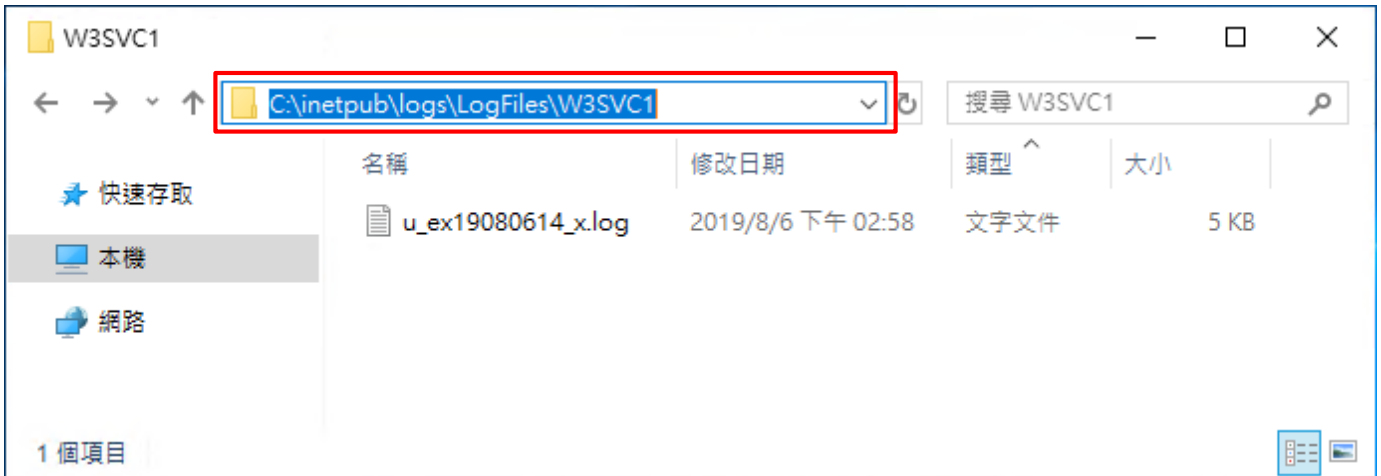 W3SVC1
C:\inetpub\logs\LogFiles\W3SVC1
搜尋 W3SVC1
名稱 修改日期 類型 大小
快速存取
u_ex19080614_x.log 2019/8/6 下午 02:58 文字文件 5 KB
本機
網路
1 個項目